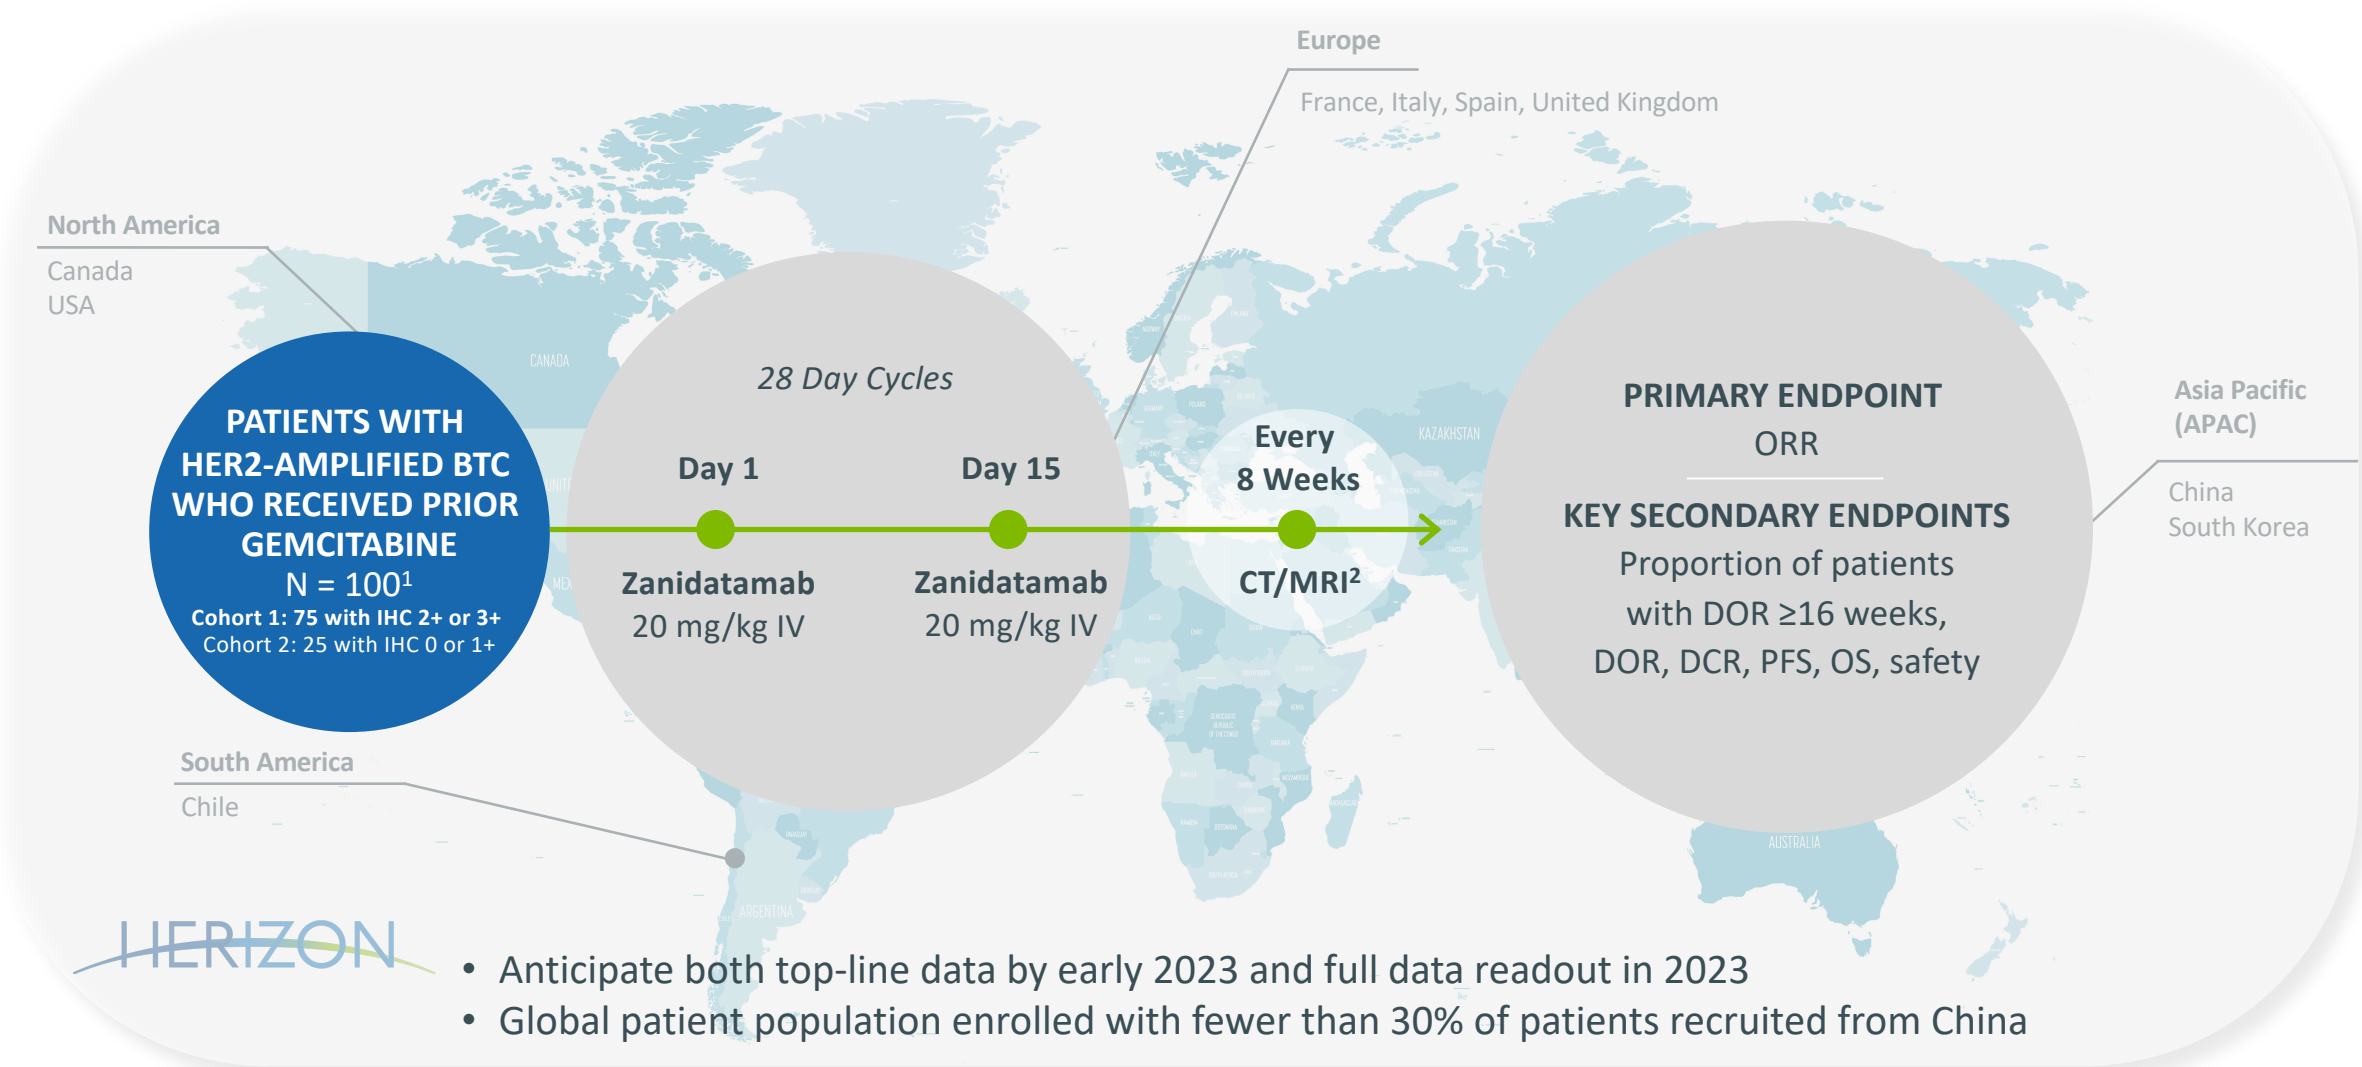 Europe
France, Italy, Spain, United Kingdom
North America
Canada
USA
PATIENTS WITH
HER2-AMPLIFIED BTC
WHO RECEIVED PRIOR
GEMCITABINE
N = 100¹
Cohort 1: 75 with IHC 2+ or 3+
Cohort 2: 25 with IHC 0 or 1+
28 Day Cycles
Day 1
Zanidatamab
20 mg/kg IV
Day 15
Zanidatamab
20 mg/kg IV
Every
8 Weeks
CT/MRI²
PRIMARY ENDPOINT
ORR
KEY SECONDARY ENDPOINTS
Proportion of patients
with DOR ≥16 weeks,
DOR, DCR, PFS, OS, safety
Asia Pacific
(APAC)
China
South Korea
South America
Chile
CANADA
KAZAKHSTAN
AUSTRALIA
ARGENTINA
HERIZON
• Anticipate both top-line data by early 2023 and full data readout in 2023
• Global patient population enrolled with fewer than 30% of patients recruited from China